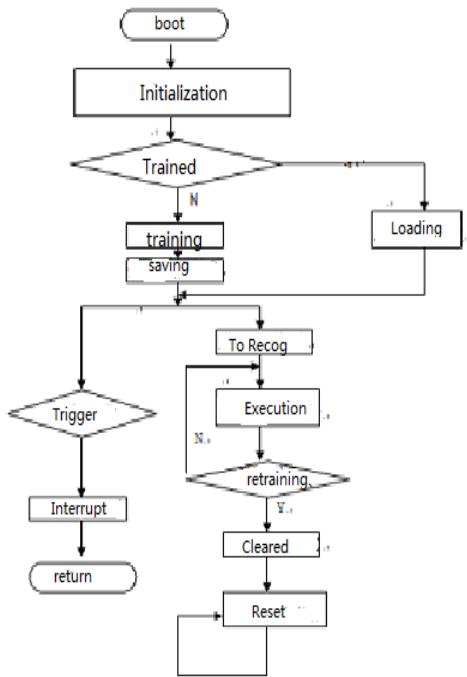 boot
Initialization
Trained
N
training
Loading
saving
To Recog
Trigger
Execution
N
retraining
Y
Interrupt
Cleared
return
Reset